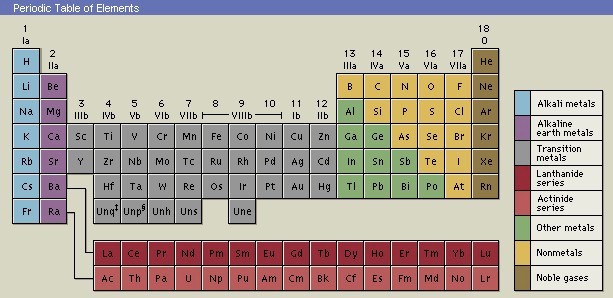 Periodic Table of Elements
1 18
Ia 0
H 2 13 14 15 16 17 He
IIa IIIa IVa Va VIa VIIa
Li Be B C N O F Ne
Na Mg 3 4 5 6 7 8 9 10 11 12 Al Si P S Cl Ar
IIIb IVb Vb VIb VIIb VIIIb Ib IIb
K Ca Sc Ti V Cr Mn Fe Co Ni Cu Zn Ga Ge As Se Br Kr
Rb Sr Y Zr Nb Mo Tc Ru Rh Pd Ag Cd In Sn Sb Te I Xe
Cs Ba Hf Ta W Re Os Ir Pt Au Hg Tl Pb Bi Po At Rn
Fr Ra Unq‡ Unp§ Unh Uns Une
La Ce Pr Nd Pm Sm Eu Gd Tb Dy Ho Er Tm Yb Lu
Ac Th Pa U Np Pu Am Cm Bk Cf Es Fm Md No Lr
Alkali metals
Alkaline
earth metals
Transition
metals
Lanthanide
series
Actinide
series
Other metals
Nonmetals
Noble gases